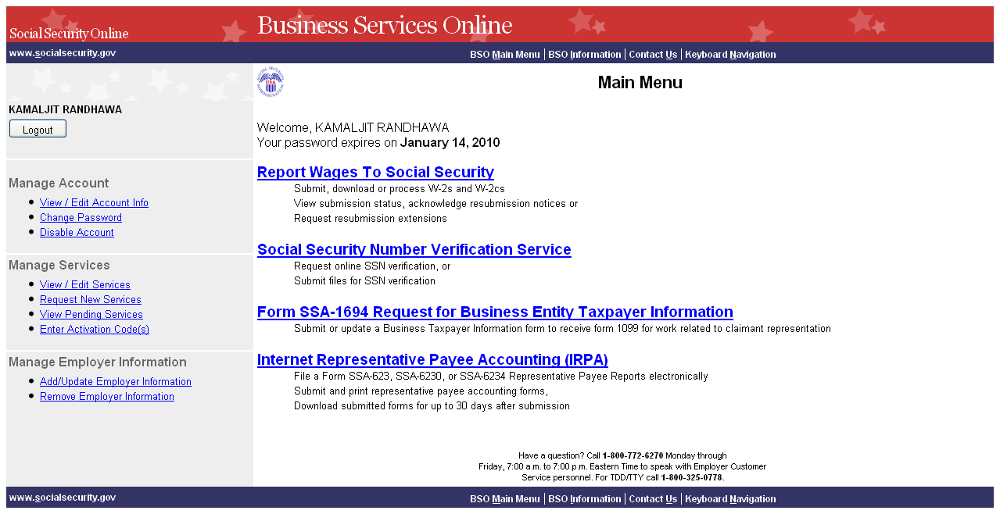 Social Security Online
Business Services Online
www.socialsecurity.gov
BSO Main Menu | BSO Information | Contact Us | Keyboard Navigation
SOCIAL SECURITY ADMINISTRATION
USA
Main Menu
KAMALJIT RANDHAWA
Logout
Welcome, KAMALJIT RANDHAWA
Your password expires on January 14, 2010
Manage Account
View / Edit Account Info
Change Password
Disable Account
Manage Services
View / Edit Services
Request New Services
View Pending Services
Enter Activation Code(s)
Manage Employer Information
Add/Update Employer Information
Remove Employer Information
Report Wages To Social Security
Submit, download or process W-2s and W-2cs
View submission status, acknowledge resubmission notices or
Request resubmission extensions
Social Security Number Verification Service
Request online SSN verification, or
Submit files for SSN verification
Form SSA-1694 Request for Business Entity Taxpayer Information
Submit or update a Business Taxpayer Information form to receive form 1099 for work related to claimant representation
Internet Representative Payee Accounting (IRPA)
File a Form SSA-623, SSA-6230, or SSA-6234 Representative Payee Reports electronically
Submit and print representative payee accounting forms,
Download submitted forms for up to 30 days after submission
Have a question? Call 1-800-772-6270 Monday through
Friday, 7:00 a.m. to 7:00 p.m. Eastern Time to speak with Employer Customer
Service personnel. For TDD/TTY call 1-800-325-0778.
www.socialsecurity.gov
BSO Main Menu | BSO Information | Contact Us | Keyboard Navigation